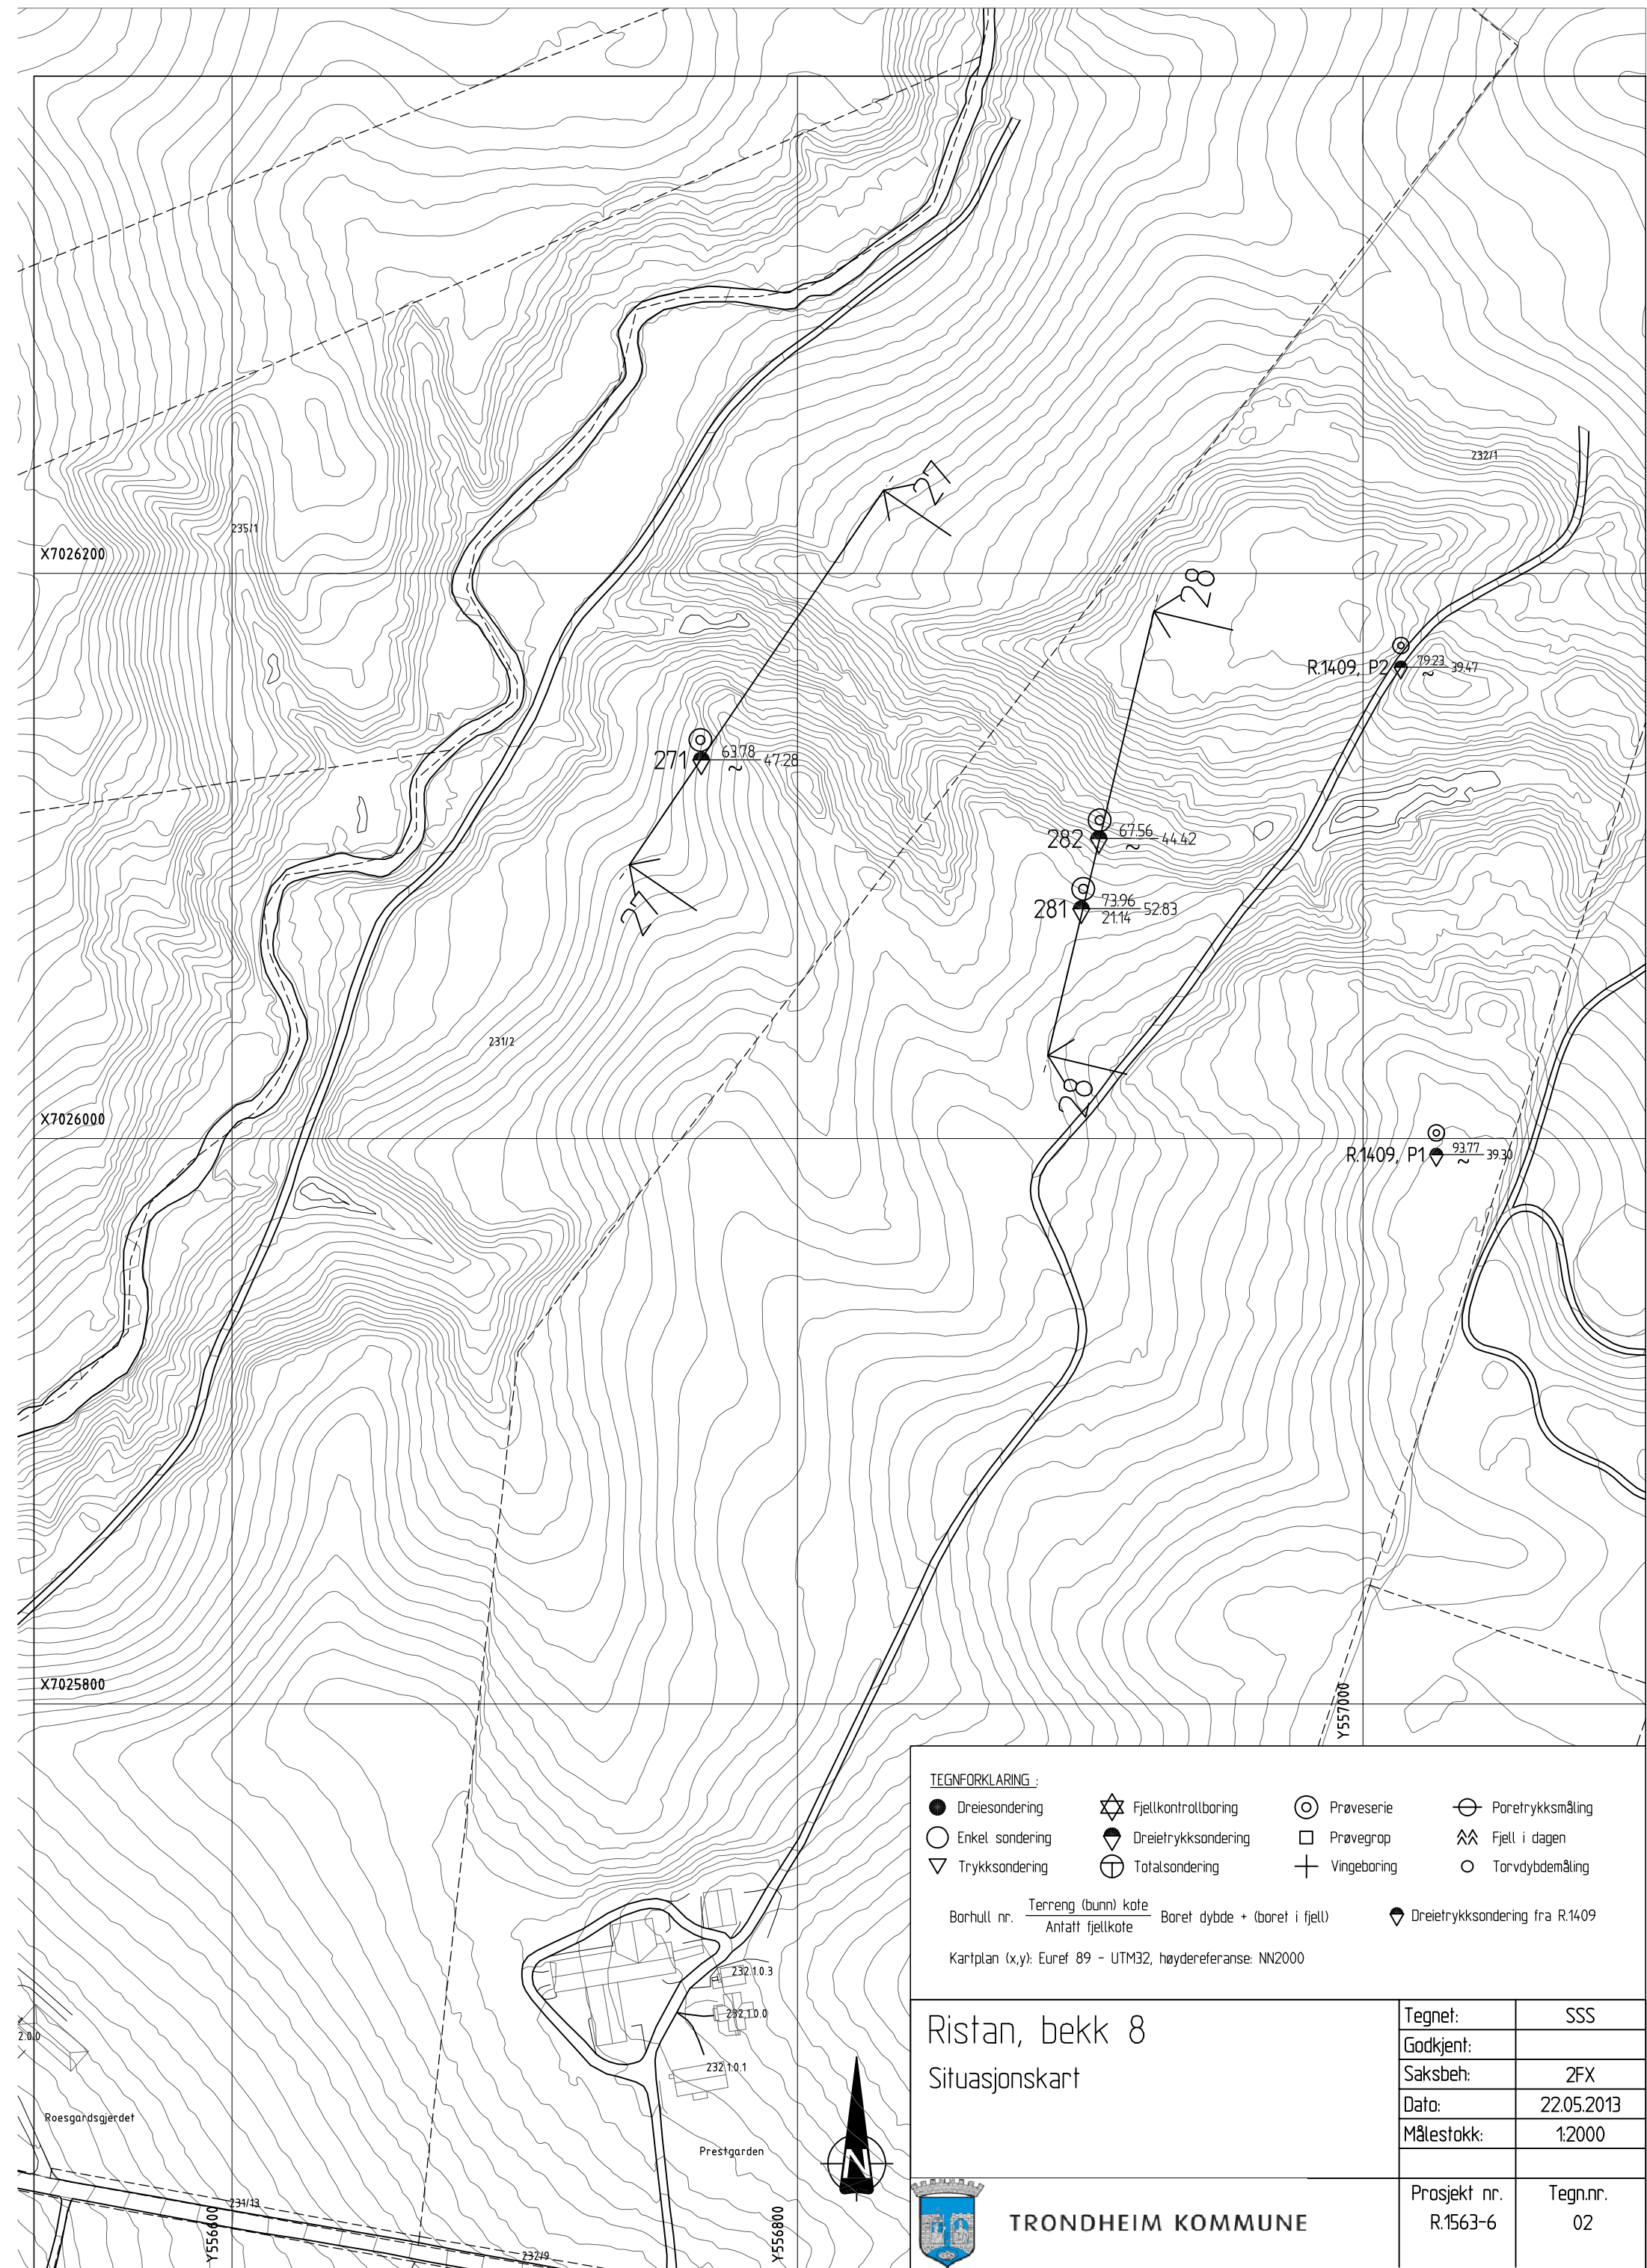 27
232/1
235/1
X7026200
28
R.1409, P2 79.23 39.47
~
271 63.78 47.28
~
282 67.56 44.42
~
281 73.96 52.83
21.14
27
231/2
28
X7026000
R.1409, P1 93.77 39.30
~
X7025800
Y557000
TEGNFORKLARING :
Dreiesondering Fjellkontrollboring Prøveserie Poretrykksmåling
Enkel sondering Dreietrykksondering Prøvegrop Fjell i dagen
Trykksondering Totalsondering Vingeboring Torvdybdemåling
Borhull nr. Terreng (bunn) kote Boret dybde + (boret i fjell) Dreietrykksondering fra R.1409
Antatt fjellkote
Kartplan (x,y): Euref 89 - UTM32, høydereferanse: NN2000
232.1.0.3
232.1.0.0
2.0.0
232.1.0.1
Roesgardsgjerdet
Prestgarden
N
231/13
Y556600
Y556800
232/9
Ristan, bekk 8
Situasjonskart
Tegnet: SSS
Godkjent:
Saksbeh: 2FX
Dato: 22.05.2013
Målestokk: 1:2000
TRONDHEIM KOMMUNE
Prosjekt nr. Tegn.nr.
R.1563-6 02